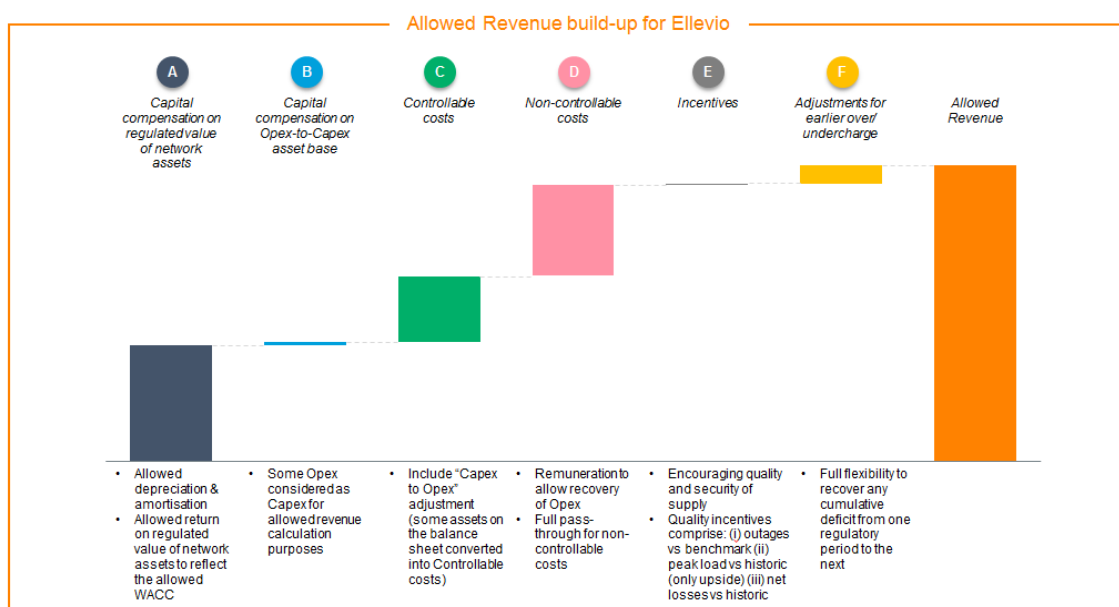 Allowed Revenue build-up for Ellevio
A
Capital
compensation on
regulated value
of network
assets
B
Capital
compensation on
Opex-to-Capex
asset base
C
Controllable
costs
D
Non-controllable
costs
E
Incentives
F
Adjustments for
earlier over/
undercharge
Allowed
Revenue
• Allowed
depreciation &
amortisation
• Allowed return
on regulated
value of network
assets to reflect
the allowed
WACC
• Some Opex
considered as
Capex for
allowed revenue
calculation
purposes
• Include "Capex
to Opex"
adjustment
(some assets on
the balance
sheet converted
into Controllable
costs)
• Remuneration to
allow recovery
of Opex
• Full pass-
through for non-
controllable
costs
• Encouraging quality
and security of
supply
• Quality incentives
comprise: (i) outages
vs benchmark (ii)
peak load vs historic
(only upside) (iii) net
losses vs historic
• Full flexibility to
recover any
cumulative
deficit from one
regulatory
period to the
next